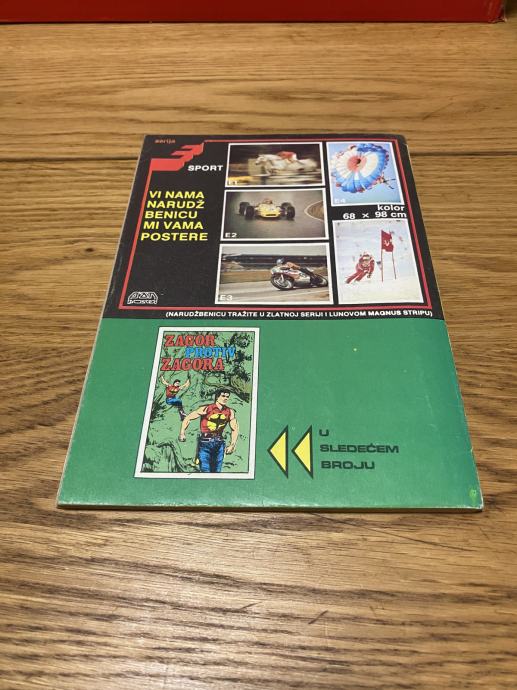 serija
3 SPORT
VI NAMA
NARUDŽ
BENICU
MI VAMA
POSTERE
E1
E2
E3
E4
kolor
68 × 98 cm
(NARUDŽBENICU TRAŽITE U ZLATNOJ SERIJI I LUNOVOM MAGNUS STRIPU)
ZAGOR
PROTIV
ZAGORA
U
SLEDEĆEM
BROJU